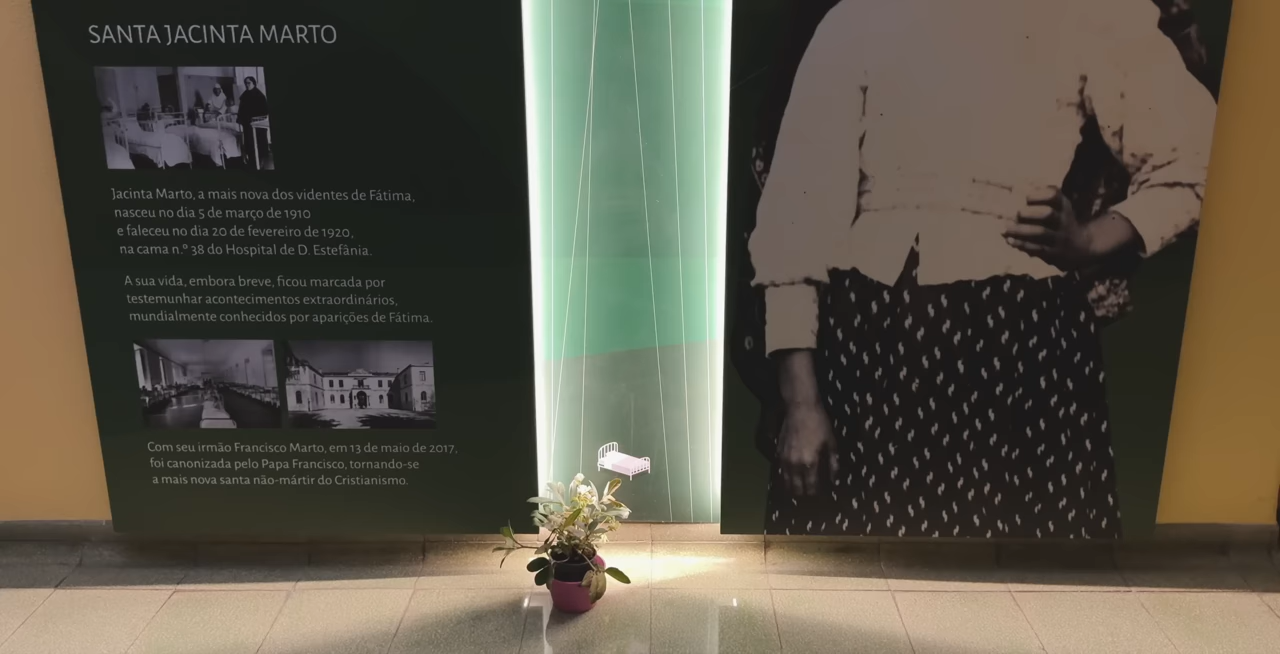 SANTA JACINTA MARTO
Jacinta Marto, a mais nova dos videntes de Fátima,
nasceu no dia 5 de março de 1910
e faleceu no dia 20 de fevereiro de 1920,
na cama n.º 38 do Hospital de D. Estefânia.
A sua vida, embora breve, ficou marcada por
testemunhar acontecimentos extraordinários,
mundialmente conhecidos por aparições de Fátima.
Com seu irmão Francisco Marto, em 13 de maio de 2017,
foi canonizada pelo Papa Francisco, tornando-se
a mais nova santa não-mártir do Cristianismo.